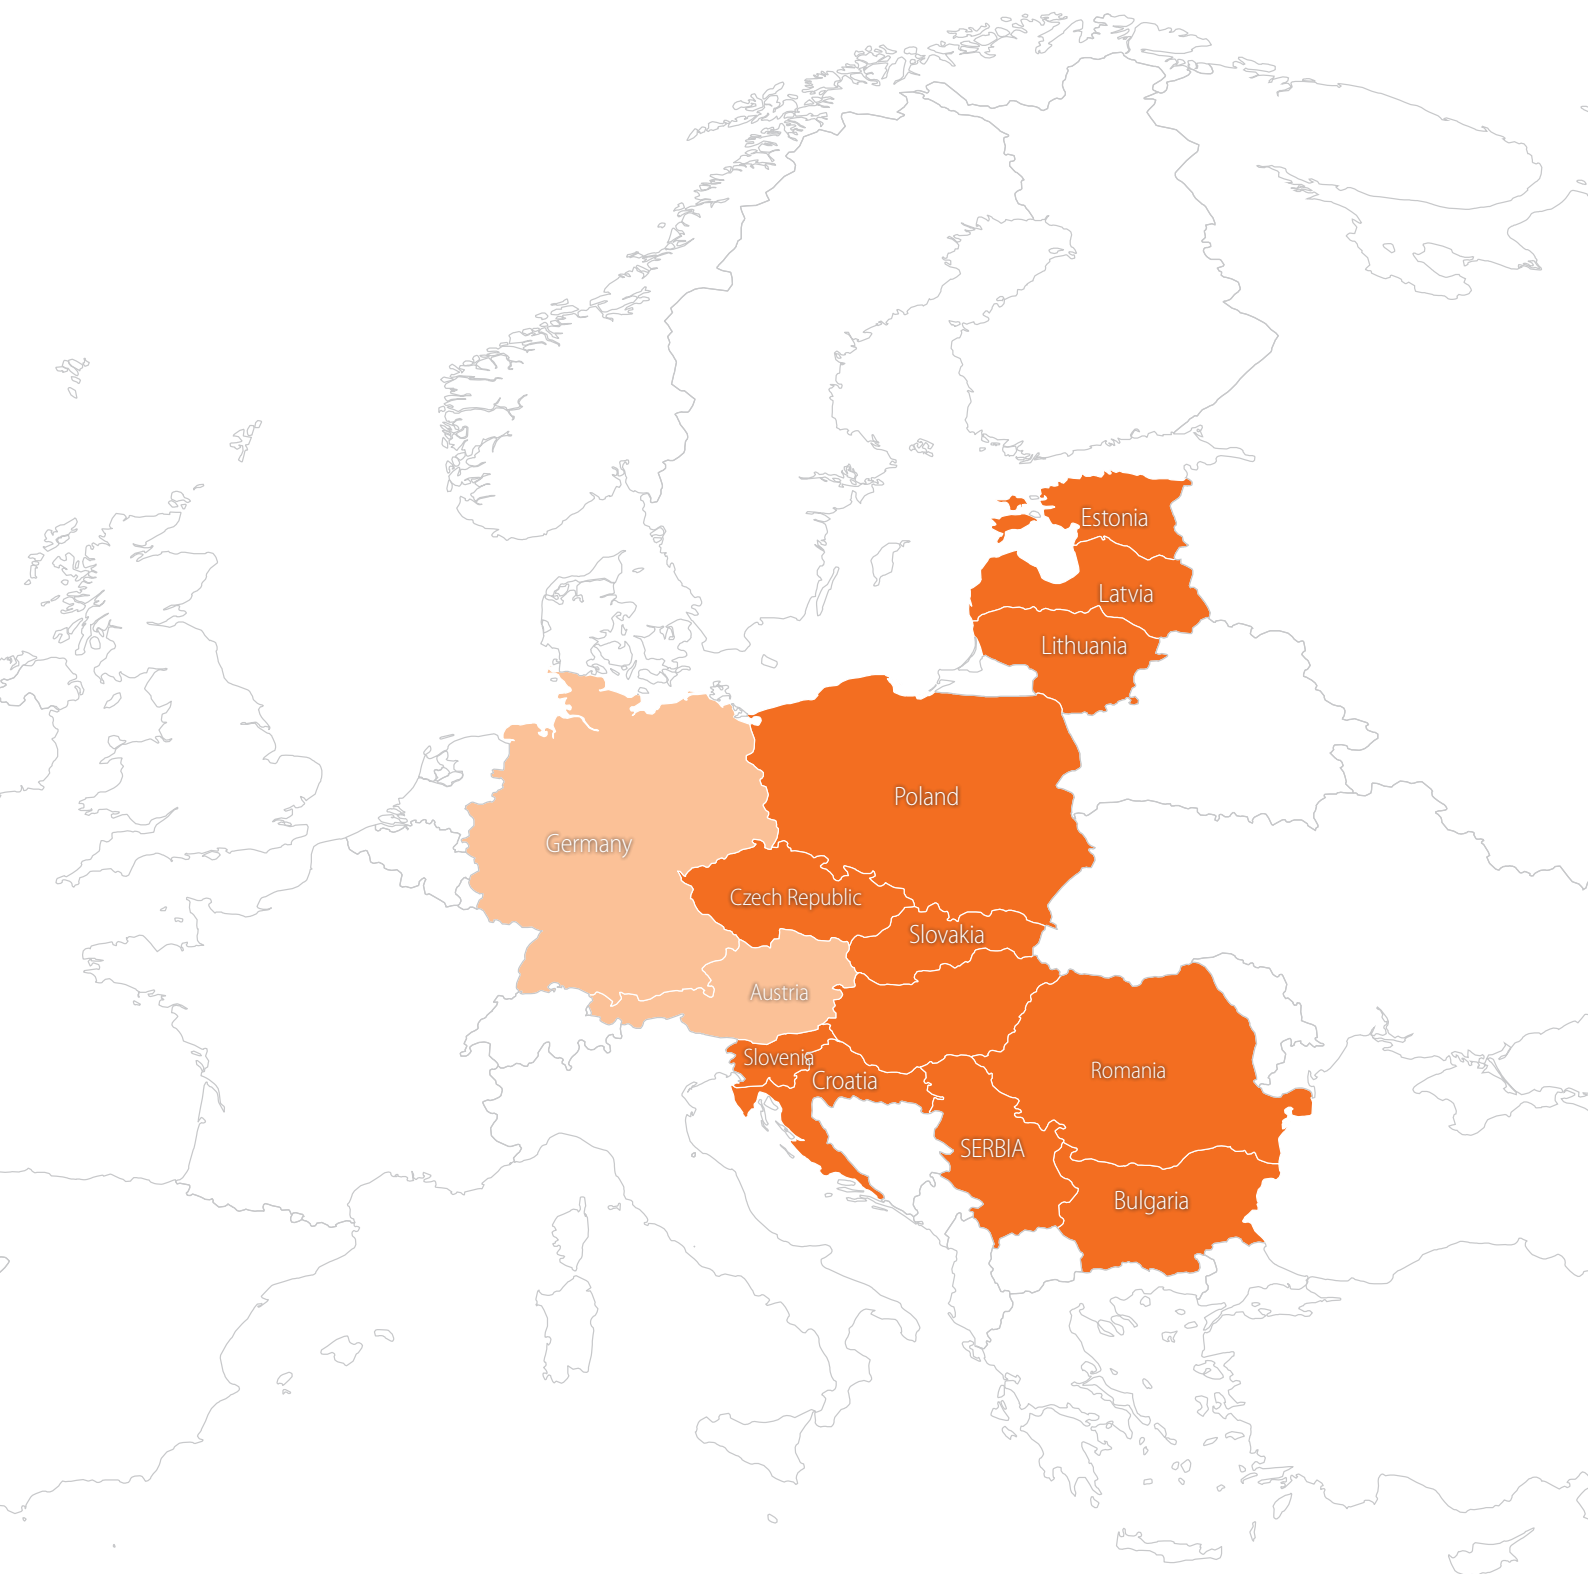 Estonia
Latvia
Lithuania
Poland
Germany
Czech Republic
Slovakia
Austria
Slovenia
Croatia
Romania
SERBIA
Bulgaria